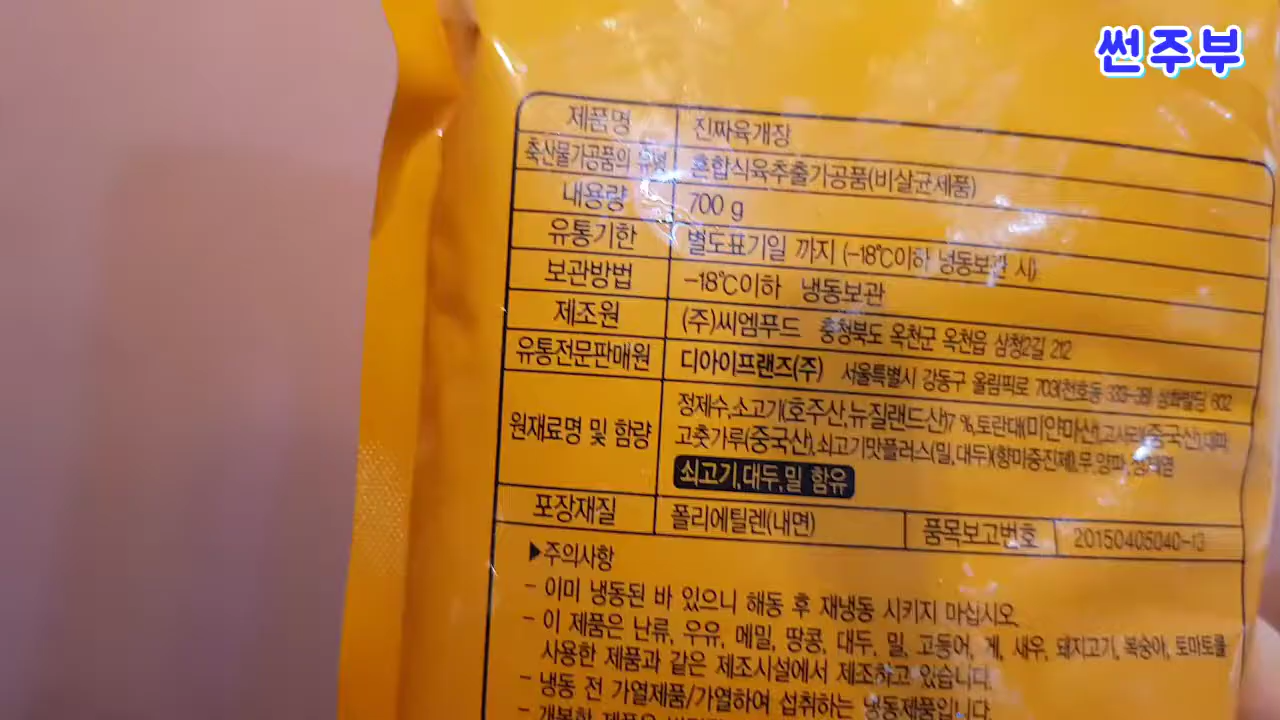 썬주부
제품명 진짜육개장
축산물가공품의 유형 혼합식육추출가공품(비살균제품)
내용량 700 g
유통기한 별도표기일 까지 (-18℃이하 냉동보관 시)
보관방법 -18℃이하 냉동보관
제조원 (주)씨엠푸드 충청북도 옥천군 옥천읍 삼청2길 212
유통전문판매원 디아이프랜즈(주) 서울특별시 강동구 올림픽로 703(천호동
원재료명 및 함량 정제수,소고기(호주산,뉴질랜드산)7 %,토란대(미얀마산),고사리(중국산),대파
고춧가루(중국산),쇠고기맛플러스(밀,대두)(향미증진제),무,양파,정제염
쇠고기,대두,밀 함유
포장재질 폴리에틸렌(내면) 품목보고번호
▶주의사항
- 이미 냉동된 바 있으니 해동 후 재냉동 시키지 마십시오.
- 이 제품은 난류, 우유, 메밀, 땅콩, 대두, 밀, 고등어, 게, 새우, 돼지고기, 복숭아, 토마토를
사용한 제품과 같은 제조시설에서 제조하고 있습니다.
- 냉동 전 가열제품/가열하여 섭취하는 냉동제품입니다.
- 개봉한 제품은